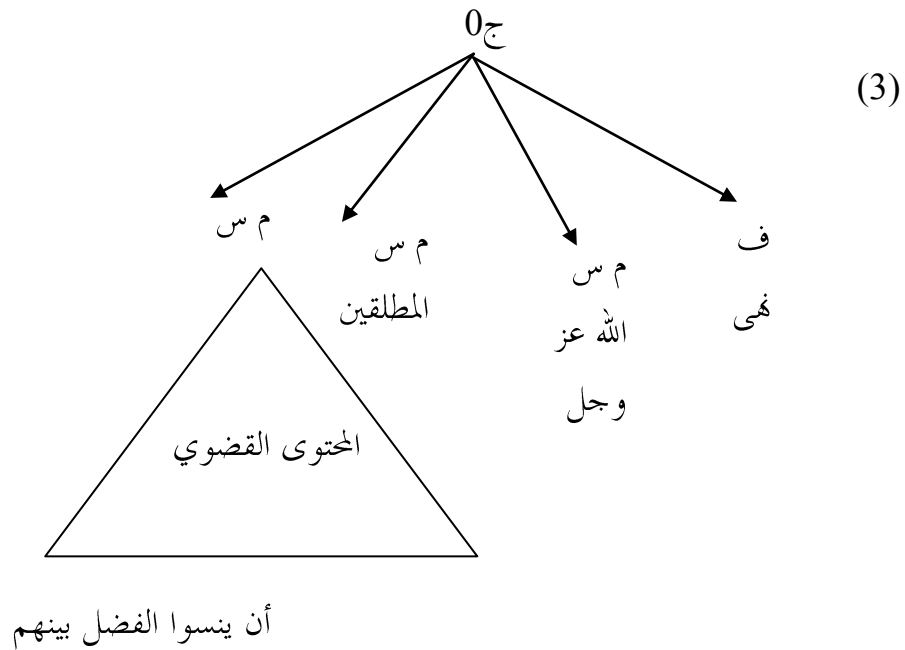 ج0
(3)
ف
نهى
م س
الله عز
وجل
م س
المطلقين
م س
المحتوى القضوي
أن ينسوا الفضل بينهم